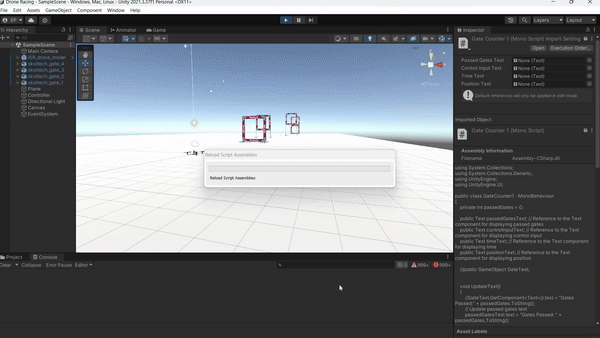 Drone Racing - SampleScene - Windows, Mac, Linux - Unity 2021.3.37f1 Personal <DX11>
File Edit Assets GameObject Component Window Help
Layers Layout
Hierarchy Scene Animator Game Inspector
All
Gate Counter 1 (Mono Script) Import Settings
SampleScene
Open Execution Order...
Main Camera
Plane
Controller
Directional Light
Canvas
EventSystem
Passed Gates Text None (Text)
Control Input Text None (Text)
Time Text None (Text)
Position Text None (Text)
Default references will only be applied in edit mode.
Imported Object
Gate Counter 1 (Mono Script)
Reload Script Assemblies
Reload Script Assemblies
Assembly Information
Filename Assembly-CSharp.dll
using System.Collections;
using System.Collections.Generic;
using UnityEngine;
using UnityEngine.UI;
public class GateCounter1 : MonoBehaviour
{
private int passedGates = 0;
public Text passedGatesText; // Reference to the Text
component for displaying passed gates
public Text controlInputText; // Reference to the Text
component for displaying control input
public Text timeText; // Reference to the Text component
for displaying time
public Text positionText; // Reference to the Text
component for displaying position
//public GameObject GateText;
void UpdateText()
{
//GateText.GetComponent<Text>().text = "Gates
Passed:" + passedGates.ToString();
// Update passed gates text
passedGatesText.text = "Gates Passed: " +
passedGates.ToString();
Asset Labels
Project Console
Clear Collapse Error Pause Editor
0 999+ 999+